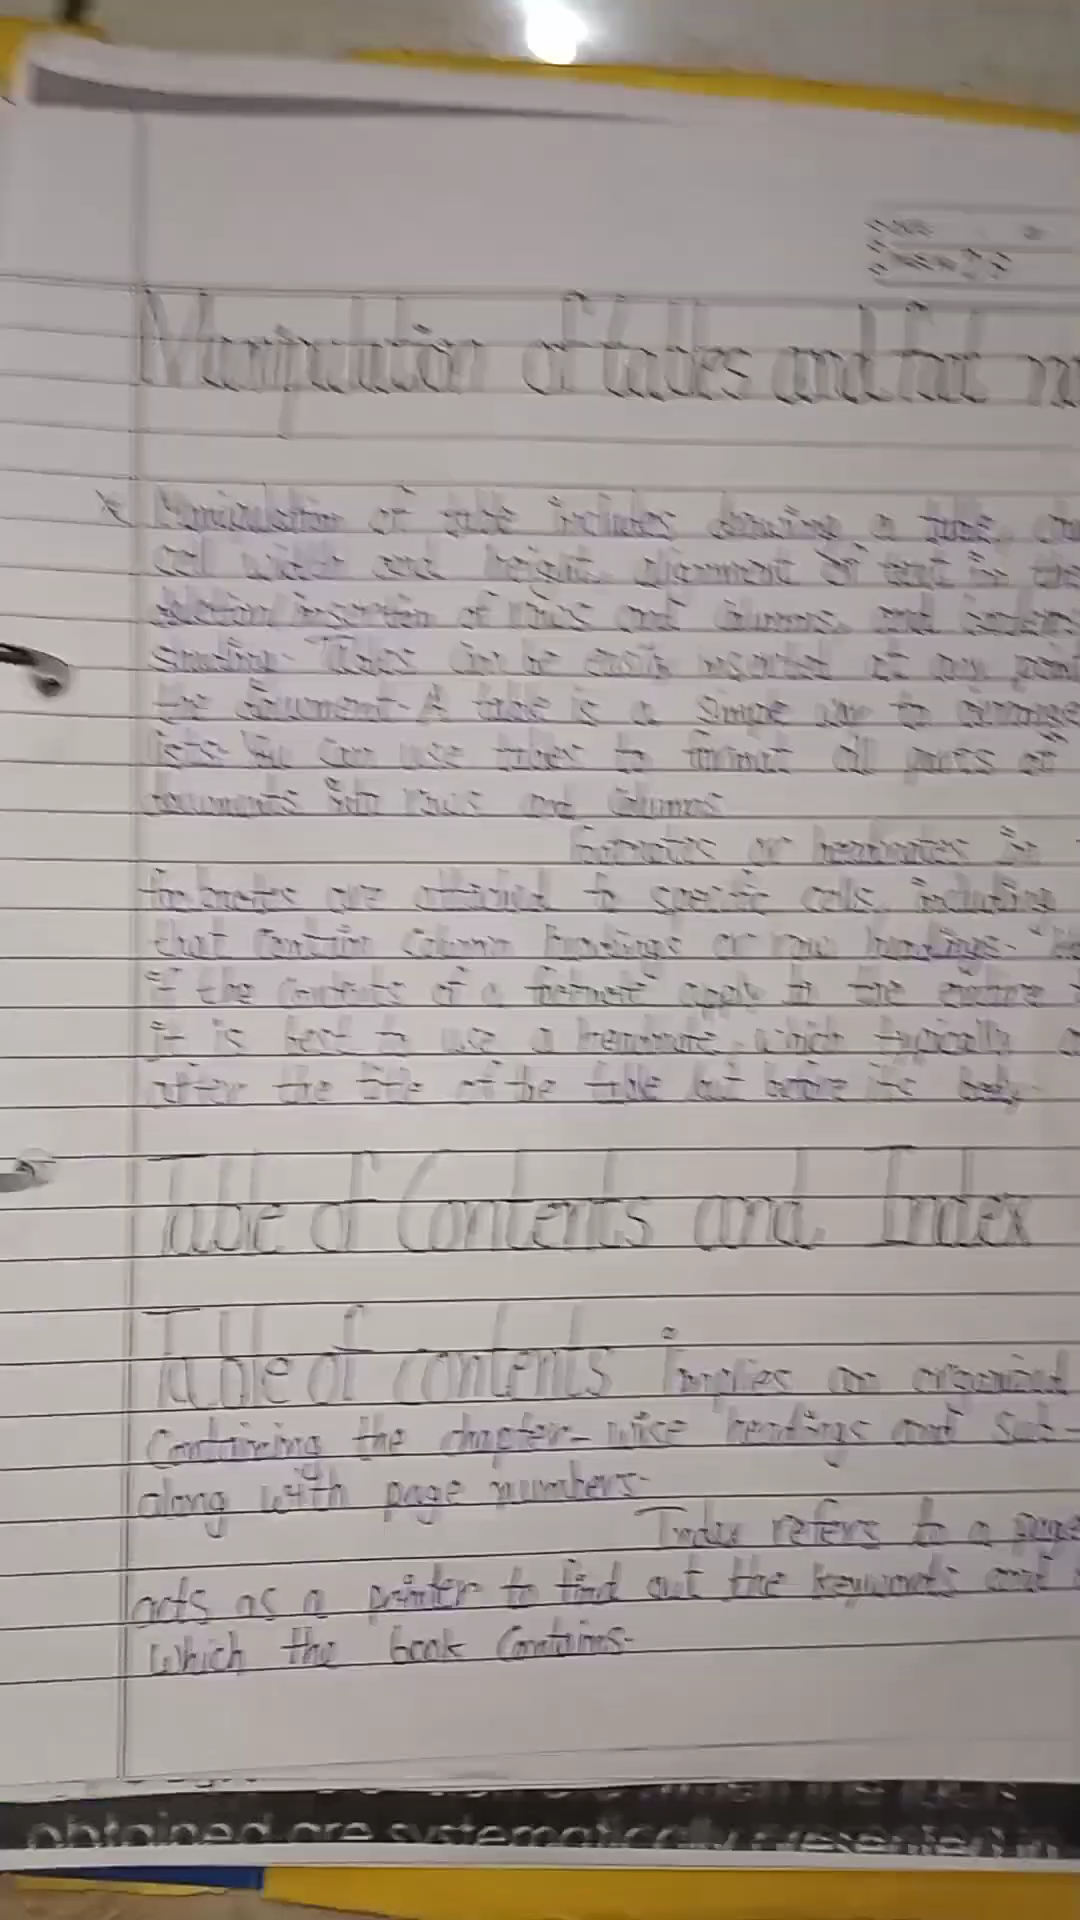 Manipulation of tables and foot
Manipulation of table includes drawing a table,
cell width and height, alignment of text in the
deletion/insertion of rows and columns, and borders
shading. Tables can be easily inserted at any point
the document. A table is a simple way to arrange
lists. You can use tables to format all parts of
documents into rows and columns
Footnotes or headnotes in
footnotes are attached to specific cells, including
that contain column headings or row headings.
if the contents of a footnote apply to the entire
it is best to use a headnote, which typically
after the title of the table but before its body.
Table of Contents and Index
Table of contents implies an organized
Containing the chapter-wise headings and sub-
along with page numbers.
Index refers to a page
acts as a pointer to find out the keywords and
which the book Contains.
obtained are systematically presented in